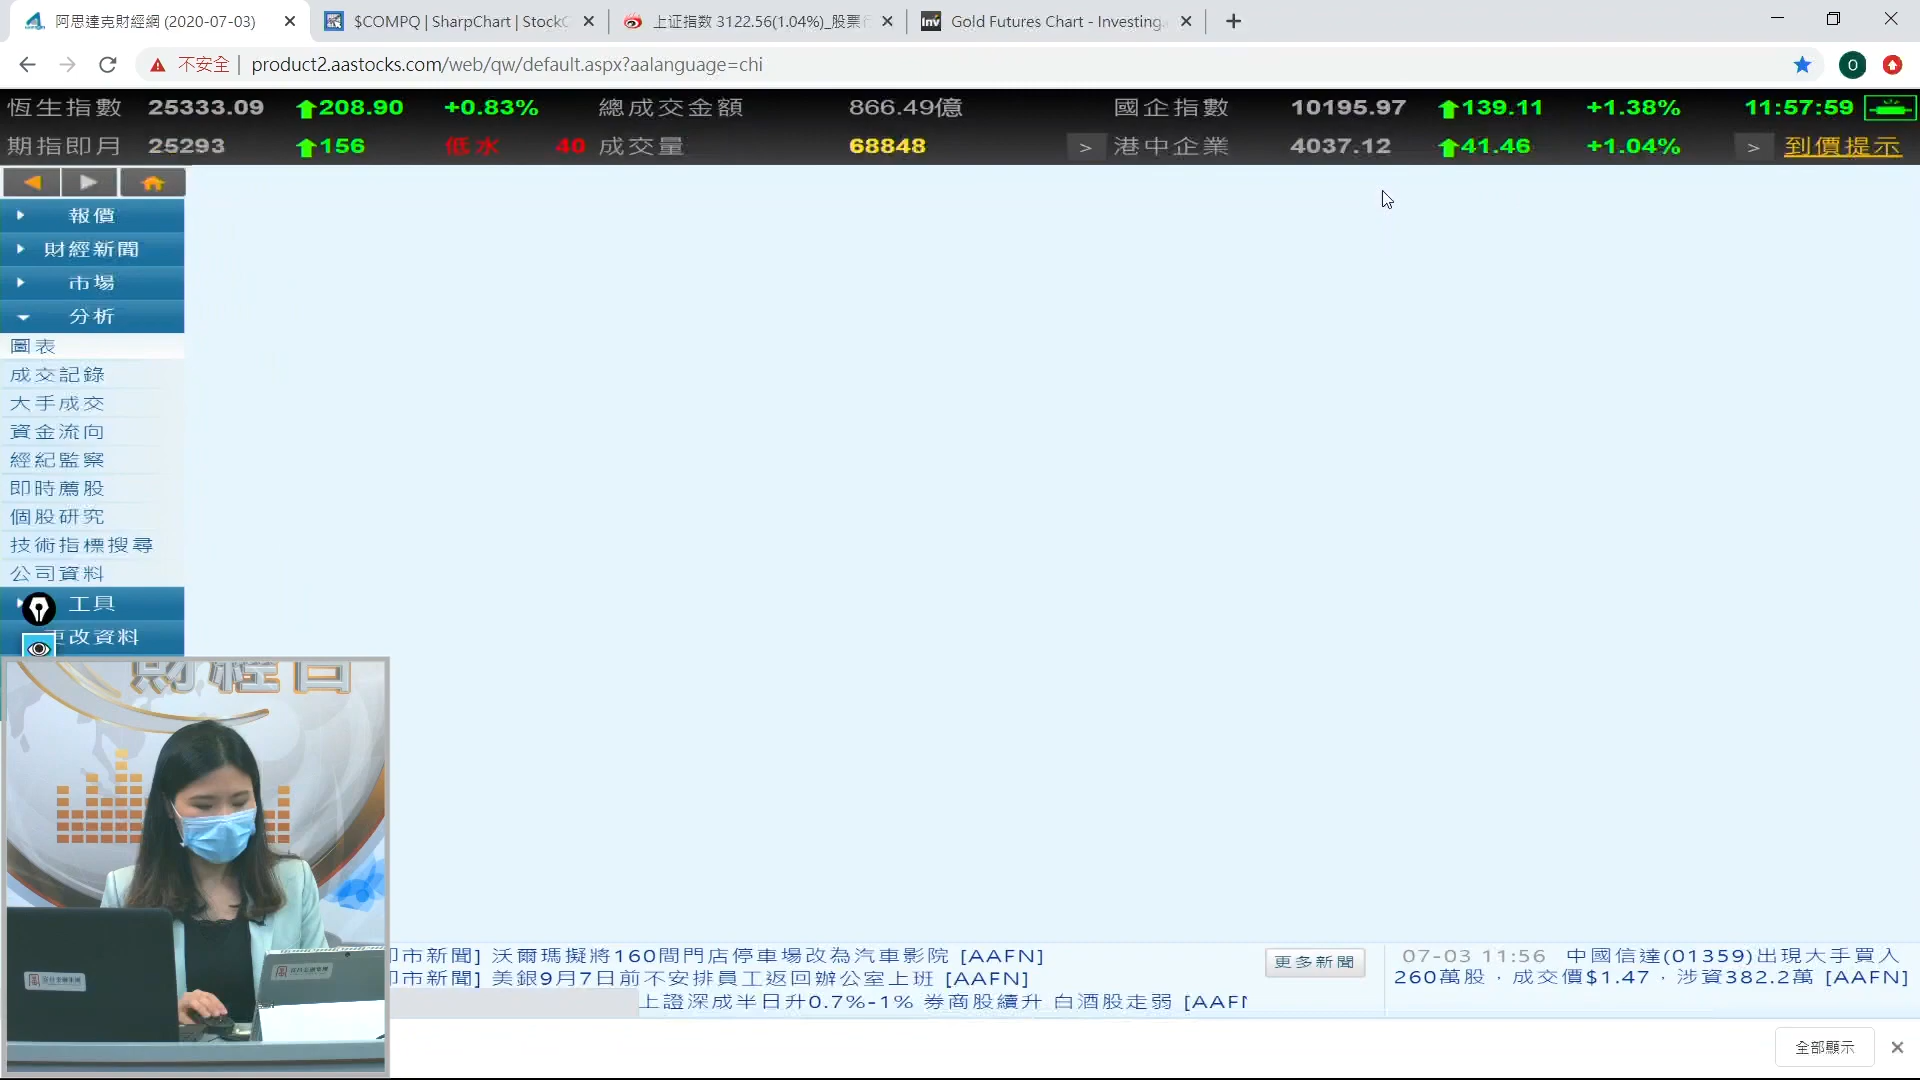 阿思達克財經網 (2020-07-03)
$COMPQ | SharpChart | StockC
上证指数 3122.56(1.04%)_股票
Gold Futures Chart - Investing.
不安全
product2.aastocks.com/web/qw/default.aspx?aalanguage=chi
O
恆生指數 25333.09 208.90 +0.83% 總成交金額 866.49億 國企指數 10195.97 139.11 +1.38% 11:57:59
期指即月 25293 156 低水 40 成交量 68848 > 港中企業 4037.12 41.46 +1.04% > 到價提示
報價
財經新聞
市場
分析
圖表
成交記錄
大手成交
資金流向
經紀監察
即時薦股
個股研究
技術指標搜尋
公司資料
工具
更改資料
財經台
市新聞] 沃爾瑪擬將160間門店停車場改為汽車影院 [AAFN]
市新聞] 美銀9月7日前不安排員工返回辦公室上班 [AAFN]
上證深成半日升0.7%-1% 券商股續升 白酒股走弱 [AAFN
更多新聞
07-03 11:56 中國信達(01359)出現大手買入
260萬股，成交價$1.47，涉資382.2萬 [AAFN]
全部顯示